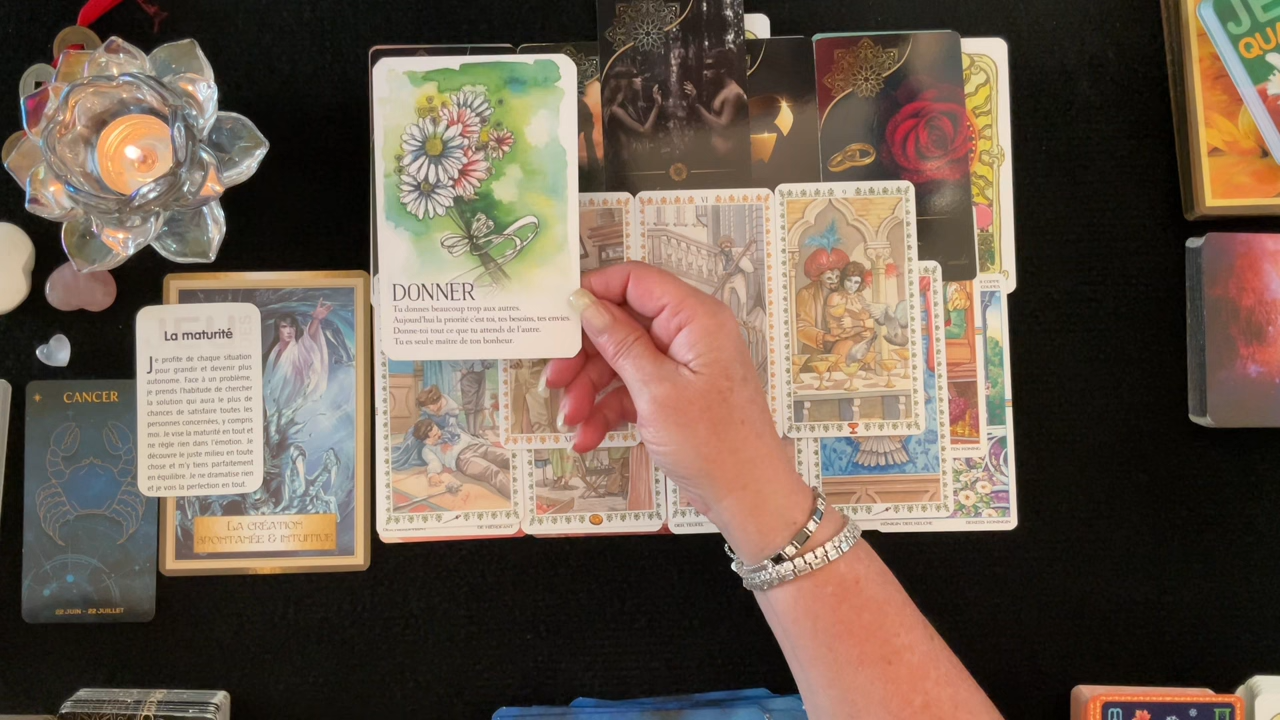 DONNER
Tu donnes beaucoup trop aux autres.
Aujourd'hui la priorité c'est toi, tes besoins, tes envies.
Donne-toi tout ce que tu attends de l'autre.
Tu es seul·e maître de ton bonheur.
VI
9
La maturité
Je profite de chaque situation
pour grandir et devenir plus
autonome. Face à un problème,
je prends l'habitude de chercher
la solution qui aura le plus de
chances de satisfaire toutes les
personnes concernées, y compris
moi. Je vise la maturité en tout et
ne règle rien dans l'émotion. Je
découvre le juste milieu en toute
chose et m'y tiens parfaitement
en équilibre. Je ne dramatise rien
et je vois la perfection en tout.
CANCER
22 JUIN - 22 JUILLET
LA CRÉATION
SPONTANÉE & INTUITIVE
JEU
QU